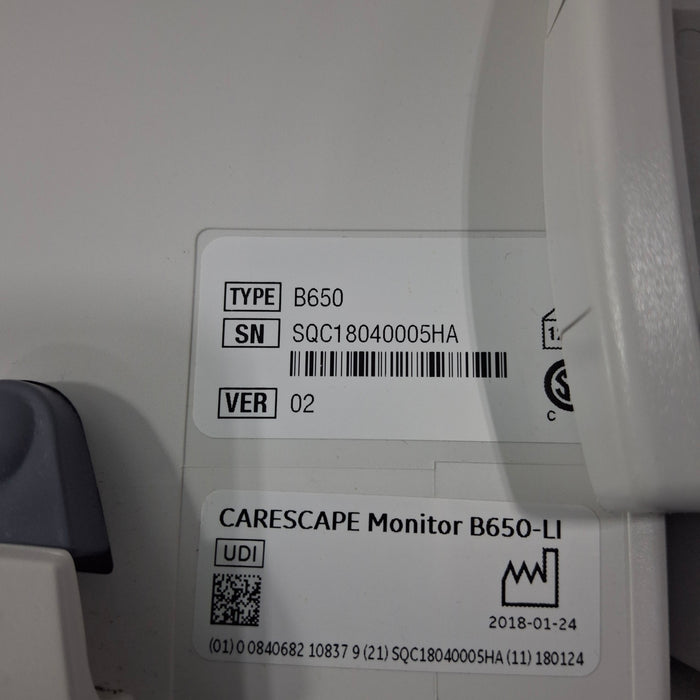 TYPE B650
SN SQC18040005HA
VER 02
C
CARESCAPE Monitor B650-LI
UDI
2018-01-24
(01) 0 0840682 10837 9 (21) SQC18040005HA (11) 180124